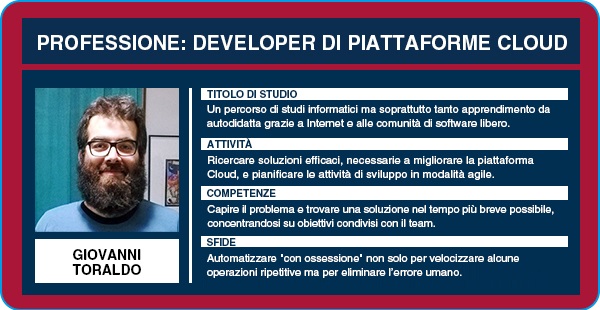 PROFESSIONE: DEVELOPER DI PIATTAFORME CLOUD
TITOLO DI STUDIO
Un percorso di studi informatici ma soprattutto tanto apprendimento da
autodidatta grazie a Internet e alle comunità di software libero.
ATTIVITÀ
Ricercare soluzioni efficaci, necessarie a migliorare la piattaforma
Cloud, e pianificare le attività di sviluppo in modalità agile.
COMPETENZE
Capire il problema e trovare una soluzione nel tempo più breve possibile,
concentrandosi su obiettivi condivisi con il team.
SFIDE
Automatizzare "con ossessione" non solo per velocizzare alcune
operazioni ripetitive ma per eliminare l'errore umano.
GIOVANNI
TORALDO